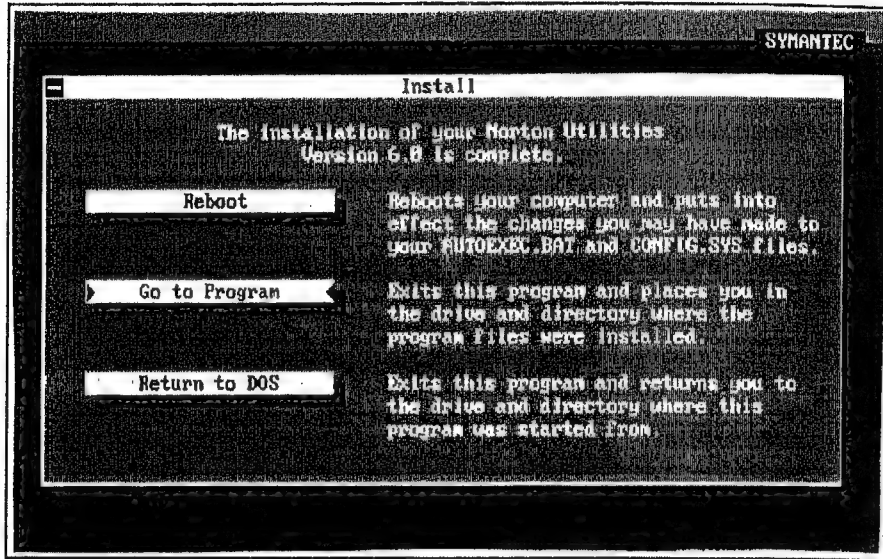 SYMANTEC
Install
The installation of your Norton Utilities
Version 6.0 is complete.
Reboot
Reboots your computer and puts into
effect the changes you may have made to
your AUTOEXEC.BAT and CONFIG.SYS files.
Go to Program
Exits this program and places you in
the drive and directory where the
program files were installed.
Return to DOS
Exits this program and returns you to
the drive and directory where this
program was started from.